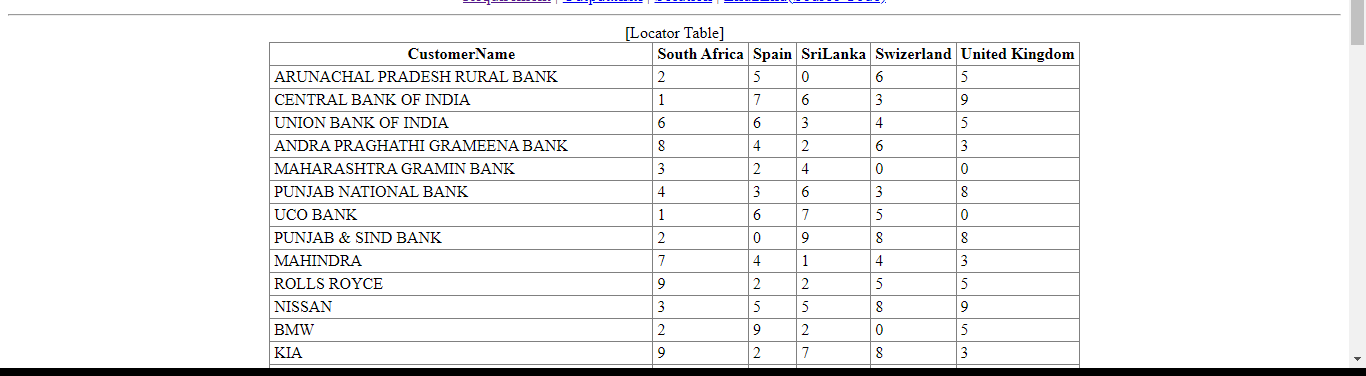 [Locator Table]
CustomerName South Africa Spain SriLanka Swizerland United Kingdom
ARUNACHAL PRADESH RURAL BANK 2 5 0 6 5
CENTRAL BANK OF INDIA 1 7 6 3 9
UNION BANK OF INDIA 6 6 3 4 5
ANDRA PRAGHATHI GRAMEENA BANK 8 4 2 6 3
MAHARASHTRA GRAMIN BANK 3 2 4 0 0
PUNJAB NATIONAL BANK 4 3 6 3 8
UCO BANK 1 6 7 5 0
PUNJAB & SIND BANK 2 0 9 8 8
MAHINDRA 7 4 1 4 3
ROLLS ROYCE 9 2 2 5 5
NISSAN 3 5 5 8 9
BMW 2 9 2 0 5
KIA 9 2 7 8 3